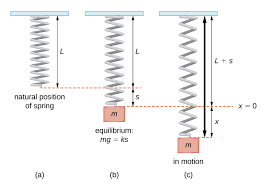 L
natural position
of spring
(a)
L
s
m
equilibrium:
mg = ks
(b)
L + s
x = 0
x
m
in motion
(c)